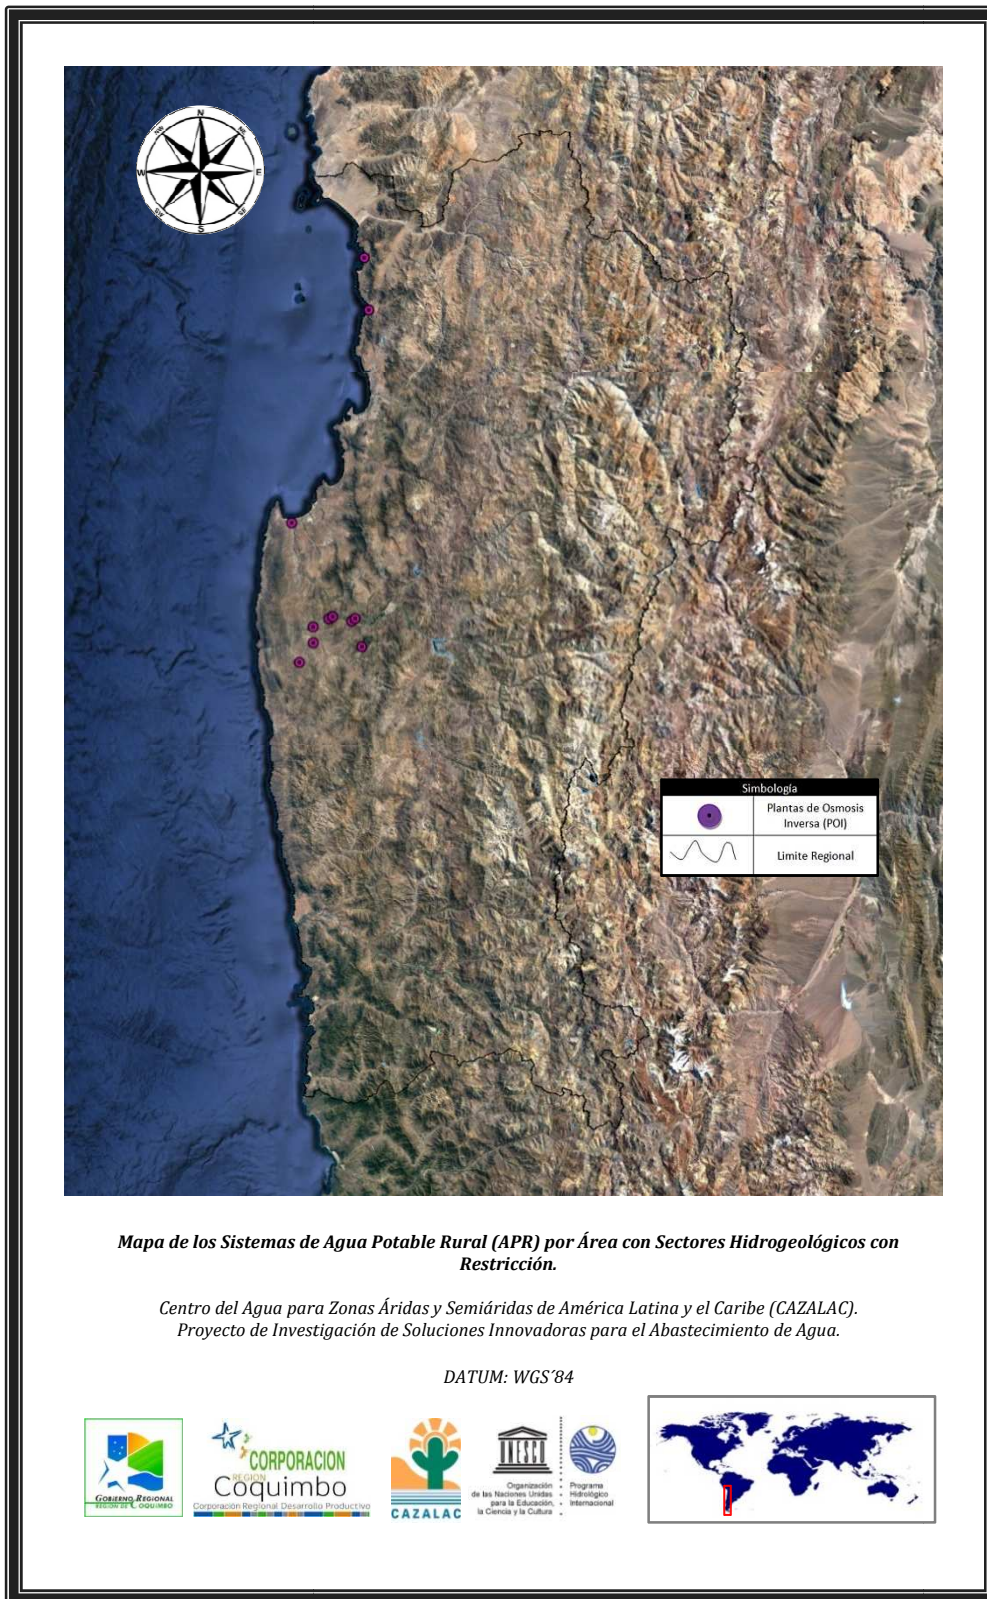 N
NW
NE
W
E
SW
SE
S
Simbología
Plantas de Osmosis
Inversa (POI)
Limite Regional
Mapa de los Sistemas de Agua Potable Rural (APR) por Área con Sectores Hidrogeológicos con
Restricción.
Centro del Agua para Zonas Áridas y Semiáridas de América Latina y el Caribe (CAZALAC).
Proyecto de Investigación de Soluciones Innovadoras para el Abastecimiento de Agua.
DATUM: WGS´84
GOBIERNO REGIONAL
REGIÓN DE COQUIMBO
CORPORACION
REGION
Coquimbo
Corporación Regional Desarrollo Productivo
CAZALAC
UNESCO
Organización
de las Naciones Unidas
para la Educación,
la Ciencia y la Cultura
Programa
Hidrológico
Internacional